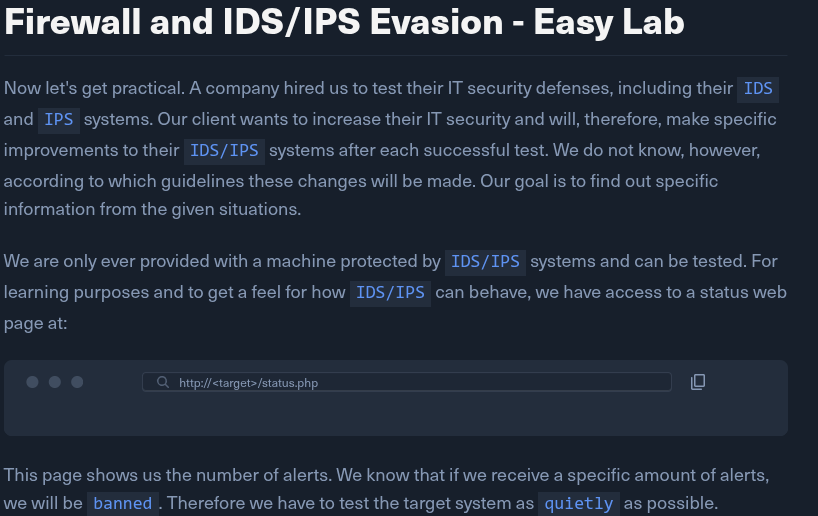 Firewall and IDS/IPS Evasion - Easy Lab
Now let's get practical. A company hired us to test their IT security defenses, including their IDS
and IPS systems. Our client wants to increase their IT security and will, therefore, make specific
improvements to their IDS/IPS systems after each successful test. We do not know, however,
according to which guidelines these changes will be made. Our goal is to find out specific
information from the given situations.
We are only ever provided with a machine protected by IDS/IPS systems and can be tested. For
learning purposes and to get a feel for how IDS/IPS can behave, we have access to a status web
page at:
http://<target>/status.php
This page shows us the number of alerts. We know that if we receive a specific amount of alerts,
we will be banned. Therefore we have to test the target system as quietly as possible.